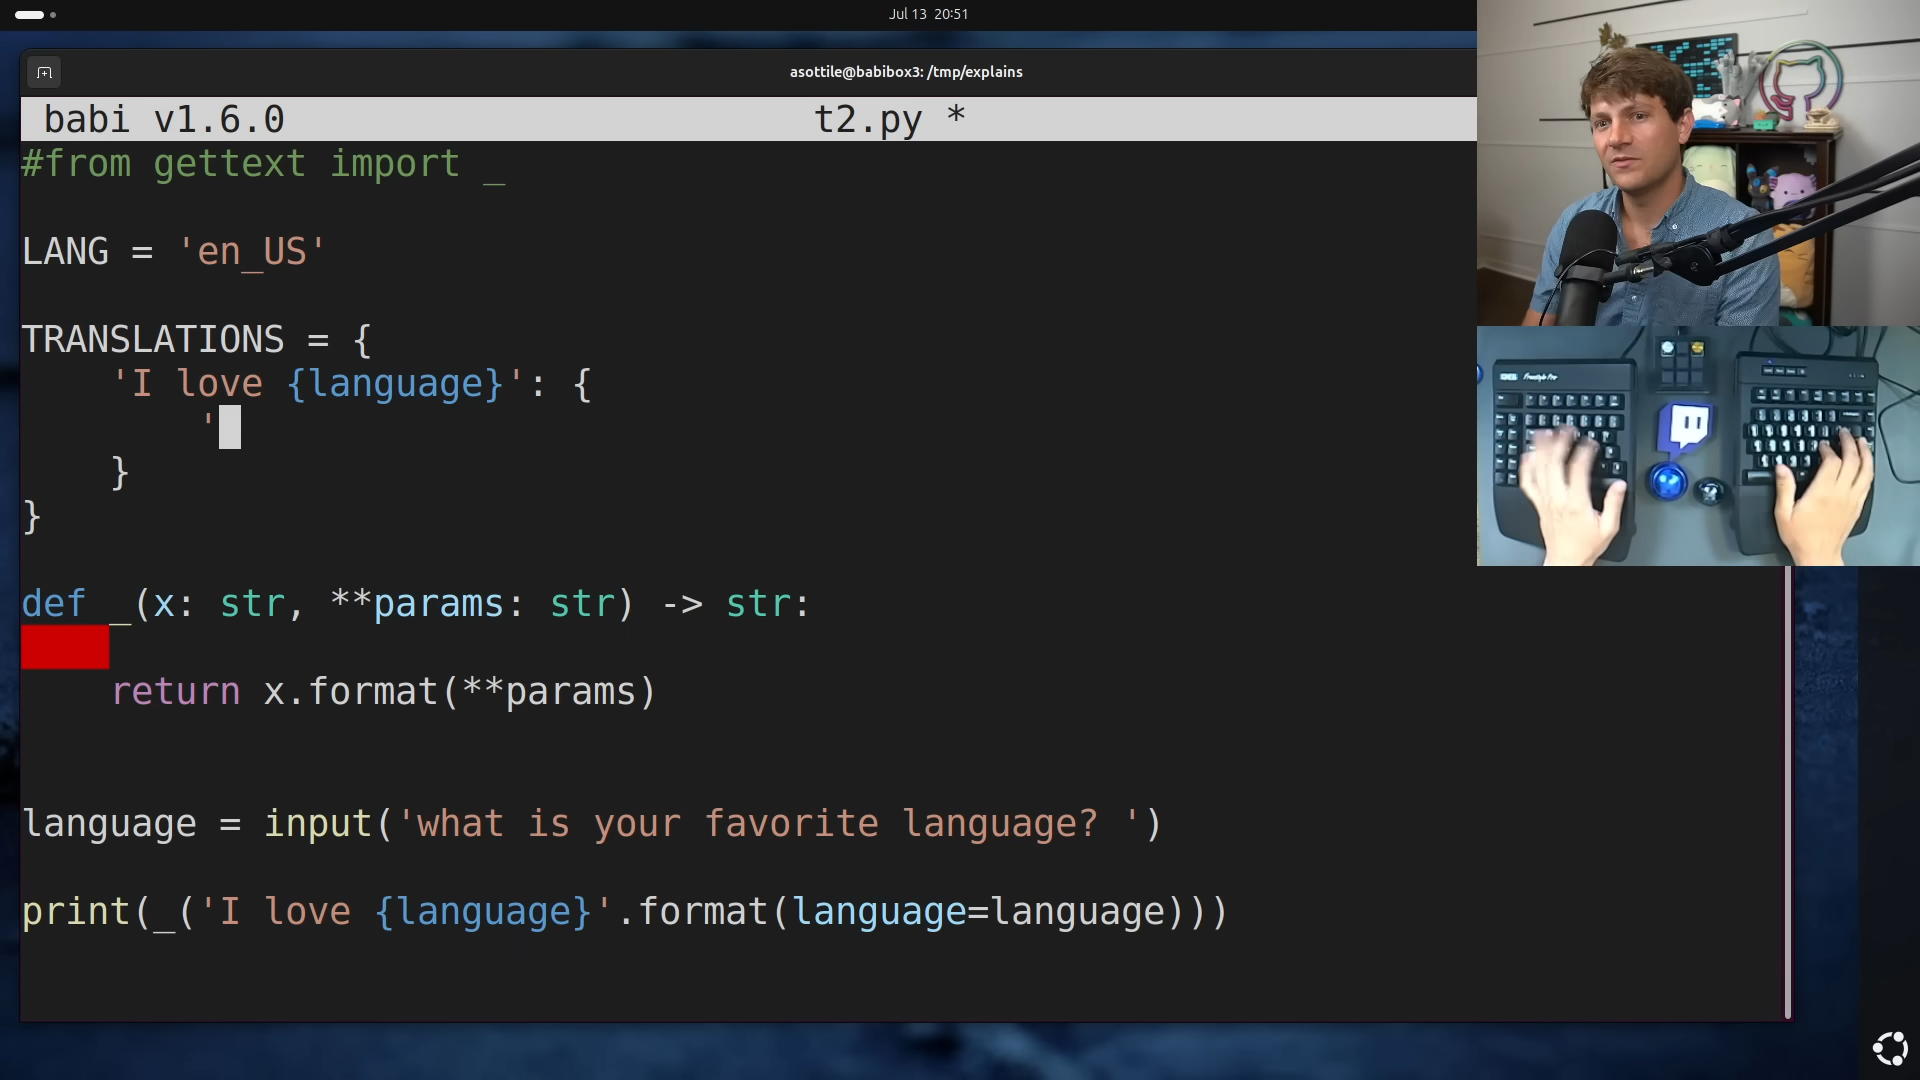 Jul 13 20:51
asottile@babibox3: /tmp/explains
babi v1.6.0 t2.py *
#from gettext import _
LANG = 'en_US'
TRANSLATIONS = {
'I love {language}': {
'
}
}
def _(x: str, **params: str) -> str:
return x.format(**params)
language = input('what is your favorite language? ')
print(_('I love {language}'.format(language=language)))